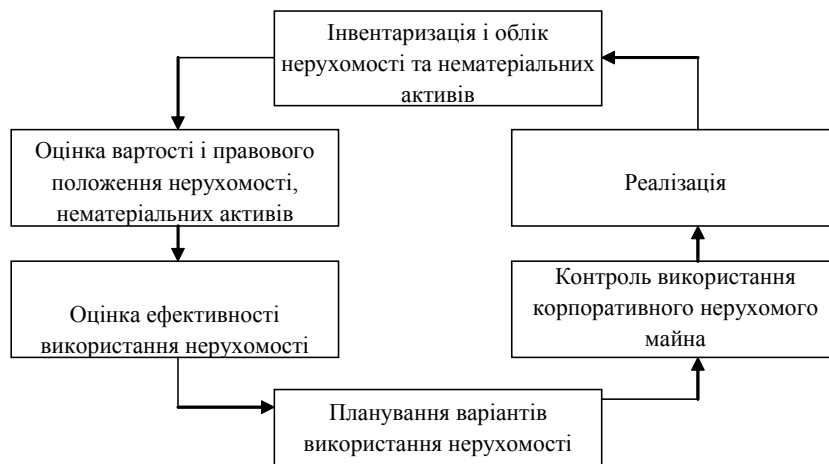 Інвентаризація і облік
нерухомості та нематеріальних
активів
Оцінка вартості і правового
положення нерухомості,
нематеріальних активів
Реалізація
Оцінка ефективності
використання нерухомості
Контроль використання
корпоративного нерухомого
майна
Планування варіантів
використання нерухомості